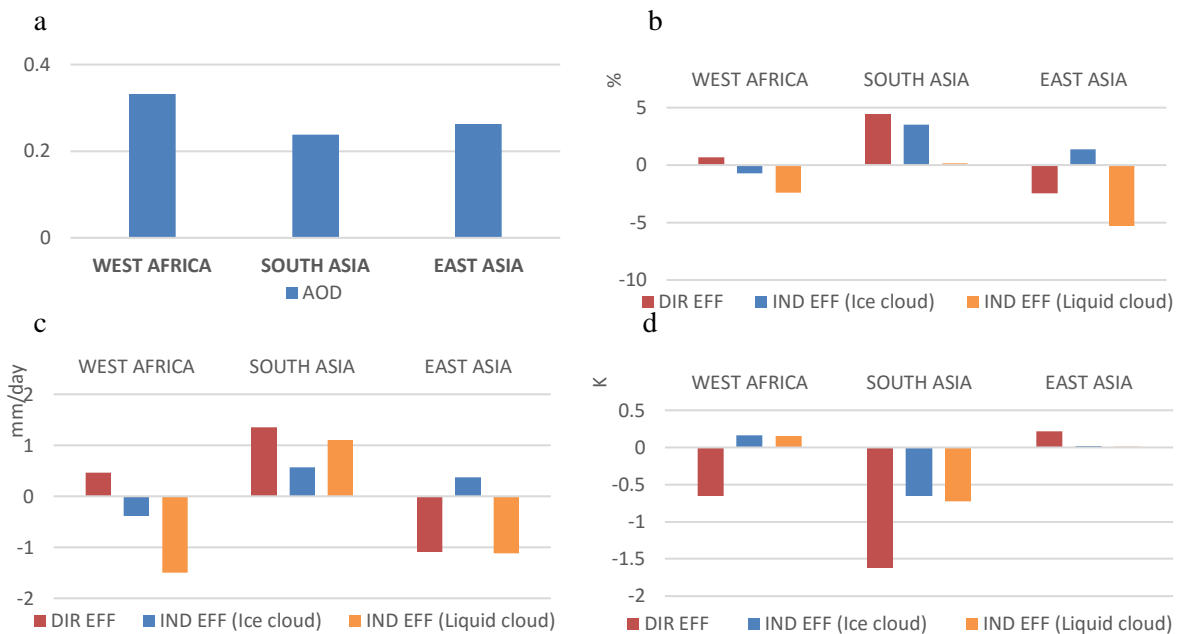 a
0.4
0.2
0
WEST AFRICA SOUTH ASIA EAST ASIA
AOD
b
%
WEST AFRICA SOUTH ASIA EAST ASIA
5
0
-5
-10
DIR EFF IND EFF (Ice cloud) IND EFF (Liquid cloud)
c
mm/day
WEST AFRICA SOUTH ASIA EAST ASIA
2
1
0
-1
-2
DIR EFF IND EFF (Ice cloud) IND EFF (Liquid cloud)
d
K
WEST AFRICA SOUTH ASIA EAST ASIA
0.5
0
-0.5
-1
-1.5
-2
DIR EFF IND EFF (Ice cloud) IND EFF (Liquid cloud)